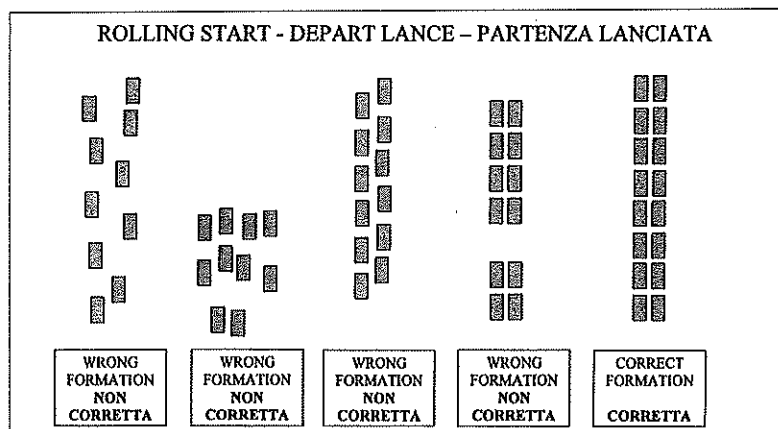 ROLLING START - DEPART LANCE – PARTENZA LANCIATA
WRONG
FORMATION
NON
CORRETTA
WRONG
FORMATION
NON
CORRETTA
WRONG
FORMATION
NON
CORRETTA
WRONG
FORMATION
NON
CORRETTA
CORRECT
FORMATION
CORRETTA